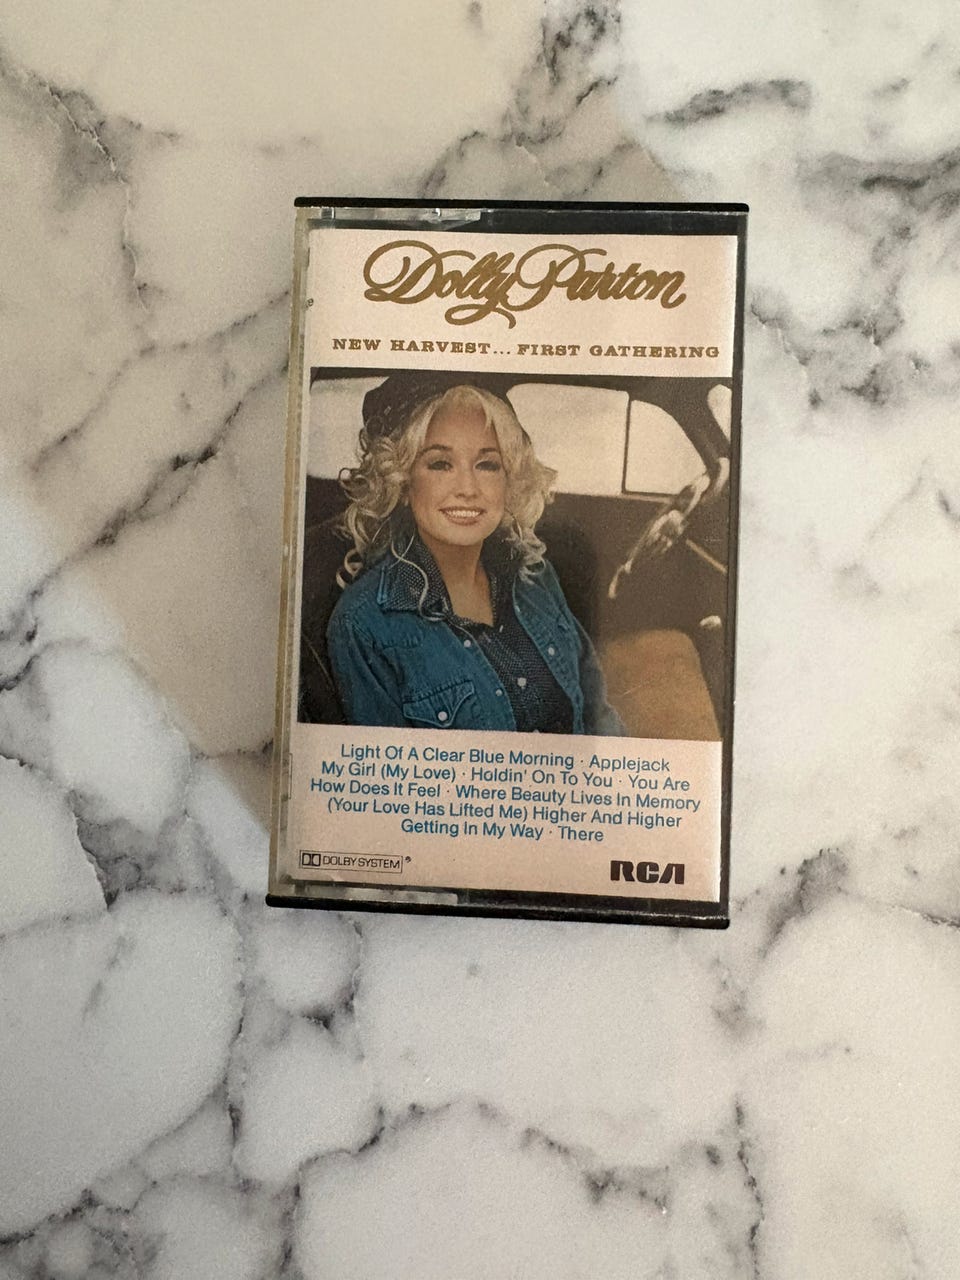 Dolly Parton
NEW HARVEST... FIRST GATHERING
Light Of A Clear Blue Morning · Applejack
My Girl (My Love) · Holdin' On To You · You Are
How Does It Feel · Where Beauty Lives In Memory
(Your Love Has Lifted Me) Higher And Higher
Getting In My Way · There
DOLBY SYSTEM
RCA